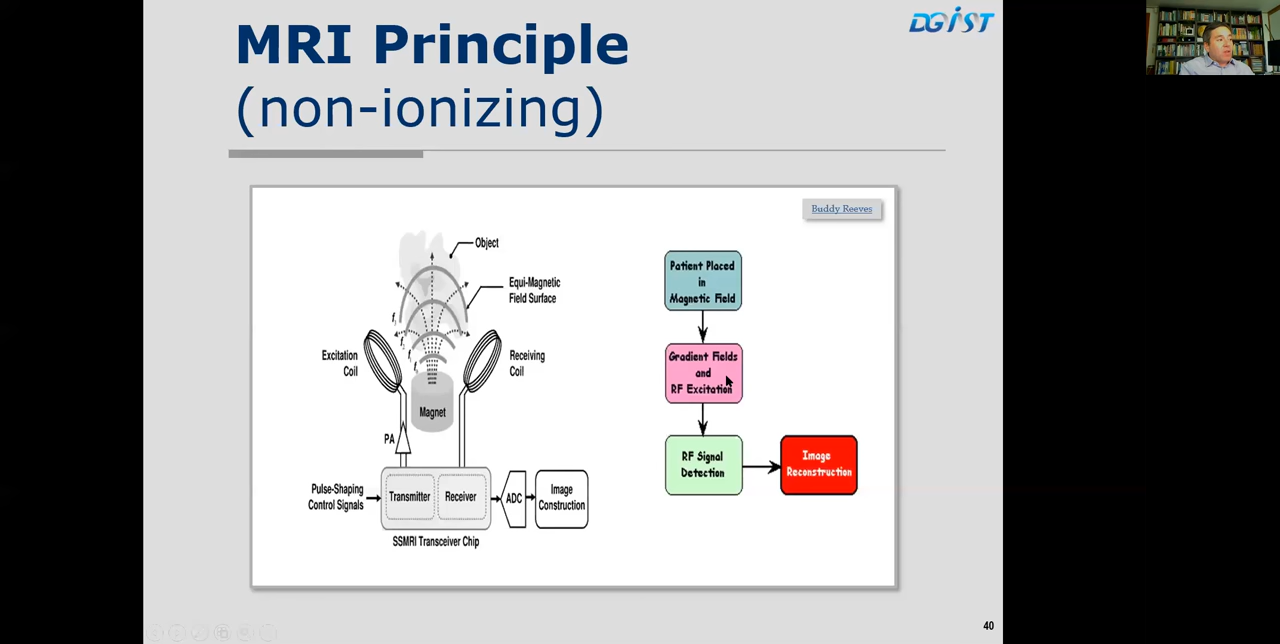 MRI Principle
(non-ionizing)
DGIST
Buddy Reeves
Object
Equi-Magnetic
Field Surface
Excitation
Coil
Receiving
Coil
Magnet
PA
Pulse-Shaping
Control Signals
Transmitter
Receiver
ADC
Image
Construction
SSMRI Transceiver Chip
Patient Placed
in
Magnetic Field
Gradient Fields
and
RF Excitation
RF Signal
Detection
Image
Reconstruction
40